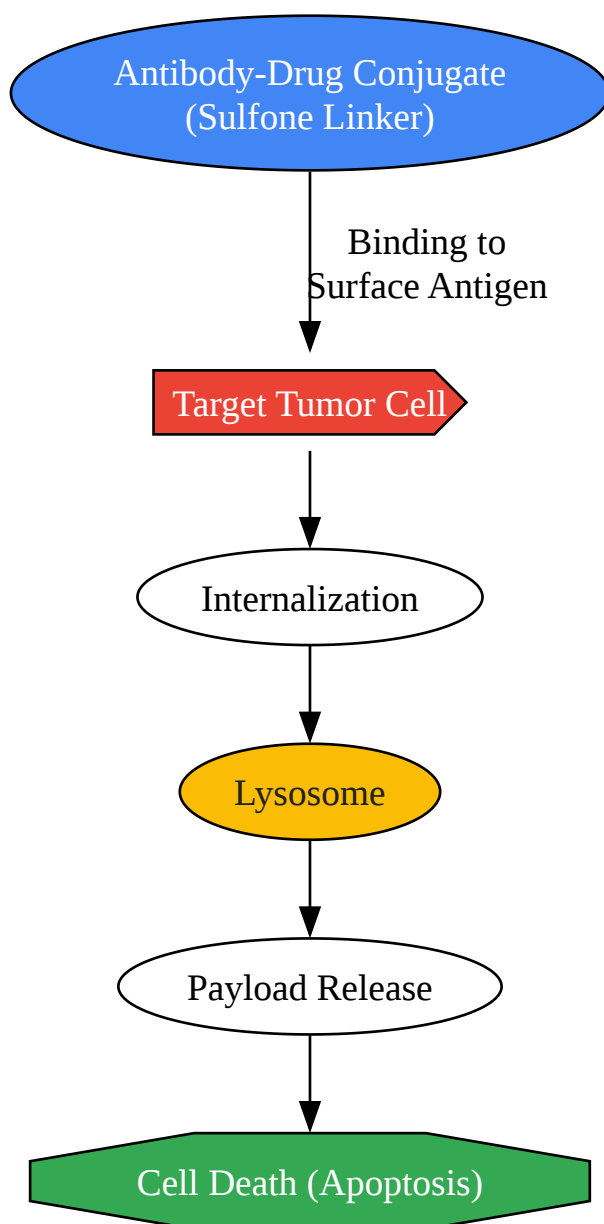 Antibody-Drug Conjugate
(Sulfone Linker)
Binding to
Surface Antigen
Target Tumor Cell
Internalization
Lysosome
Payload Release
Cell Death (Apoptosis)